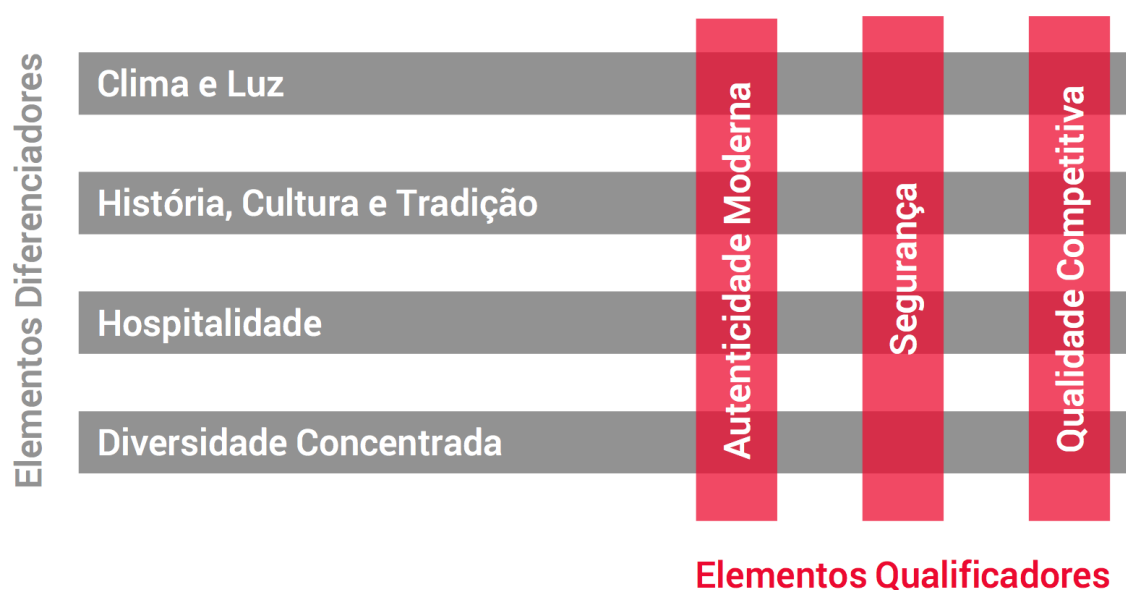 Elementos Diferenciadores
Clima e Luz
História, Cultura e Tradição
Hospitalidade
Diversidade Concentrada
Autenticidade Moderna
Segurança
Qualidade Competitiva
Elementos Qualificadores